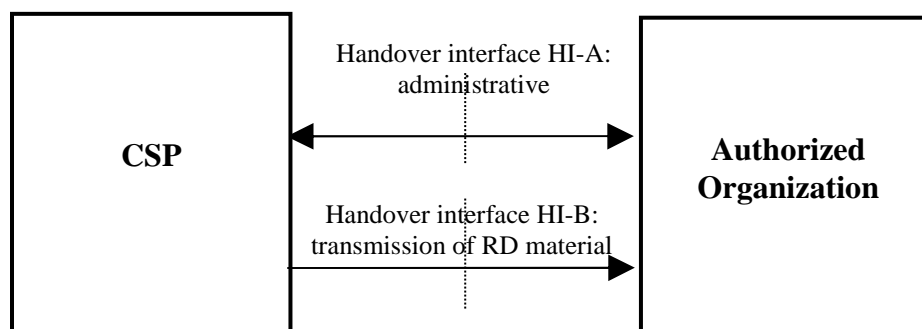 CSP
Handover interface HI-A:
administrative
Handover interface HI-B:
transmission of RD material
Authorized
Organization